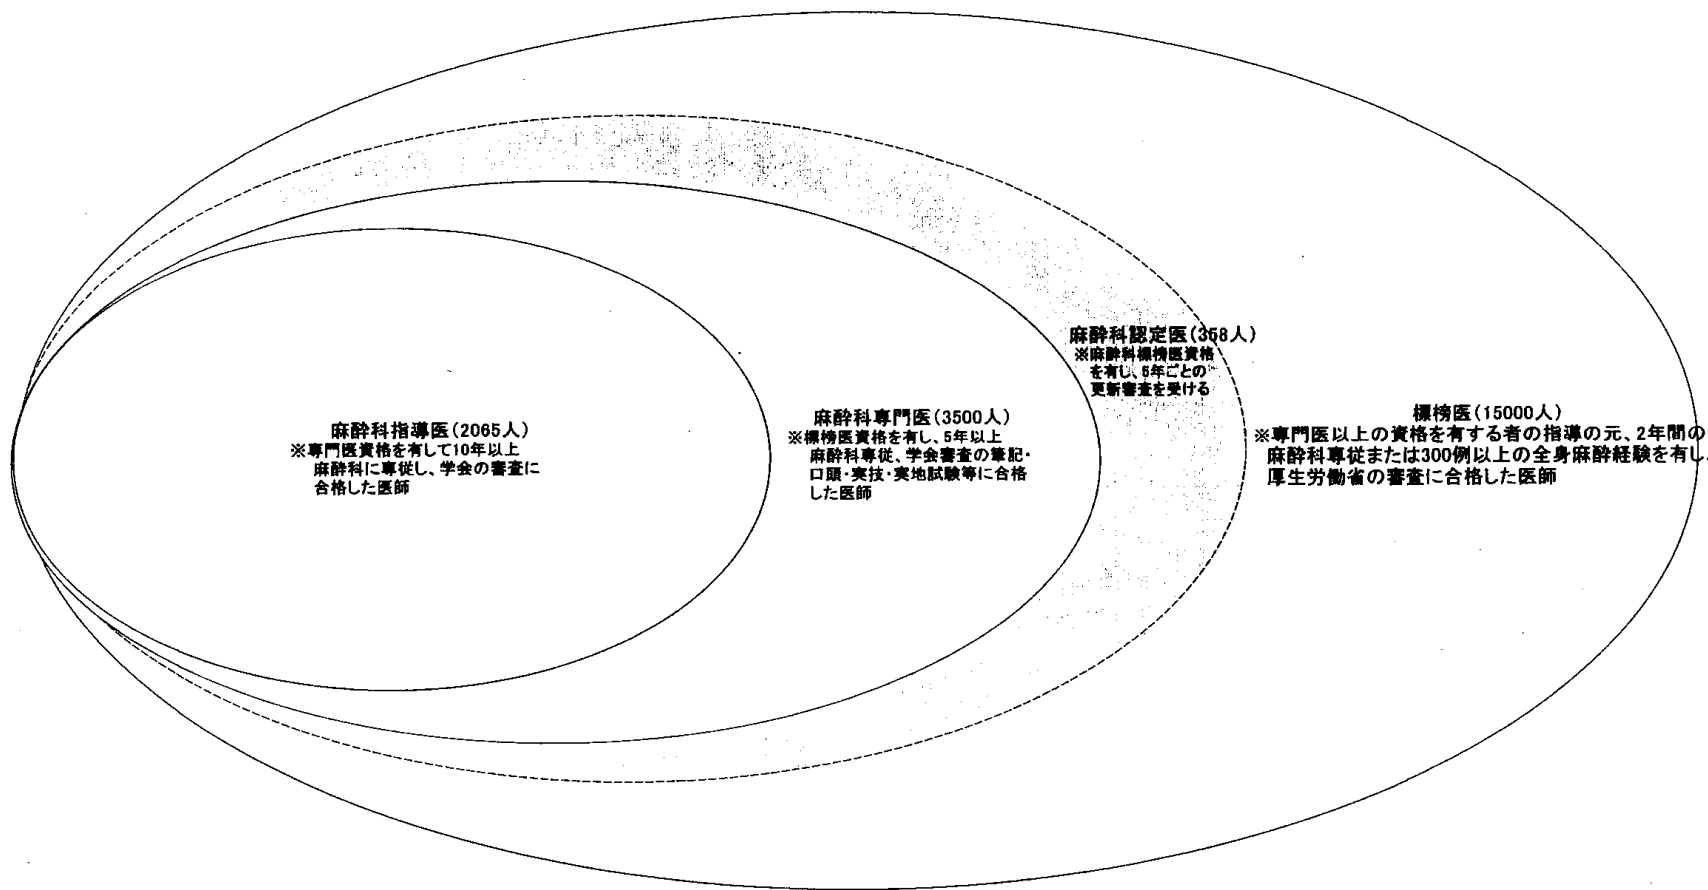 麻酔科指導医(2065人)
※専門医資格を有して10年以上
麻酔科に専従し、学会の審査に
合格した医師
麻酔科専門医(3500人)
※標榜医資格を有し、5年以上
麻酔科専従、学会審査の筆記・
口頭・実技・実地試験等に合格
した医師
麻酔科認定医(358人)
※麻酔科標榜医資格
を有し、5年ごとの
更新審査を受ける
標榜医(15000人)
※専門医以上の資格を有する者の指導の元、2年間の
麻酔科専従または300例以上の全身麻酔経験を有し、
厚生労働省の審査に合格した医師